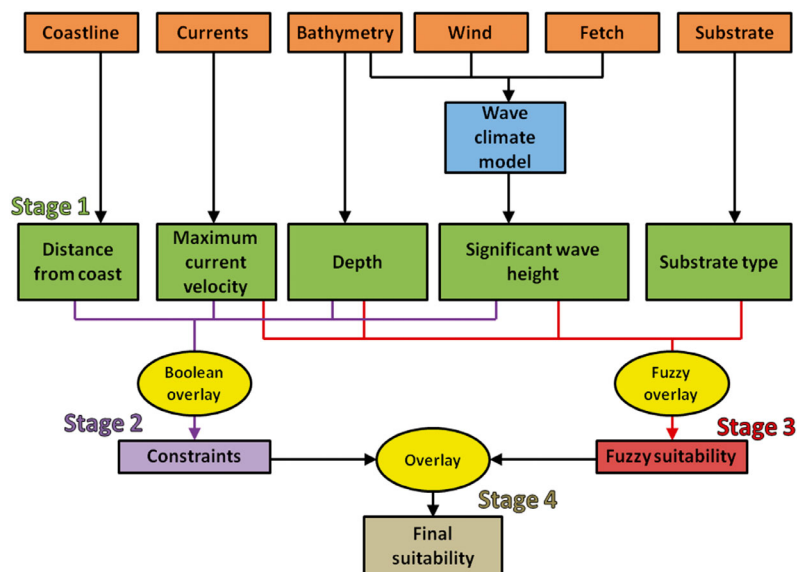 Coastline
Currents
Bathymetry
Wind
Fetch
Substrate
Wave
climate
model
Stage 1
Distance
from coast
Maximum
current
velocity
Depth
Significant wave
height
Substrate type
Boolean
overlay
Fuzzy
overlay
Stage 2
Stage 3
Constraints
Overlay
Fuzzy suitability
Stage 4
Final
suitability